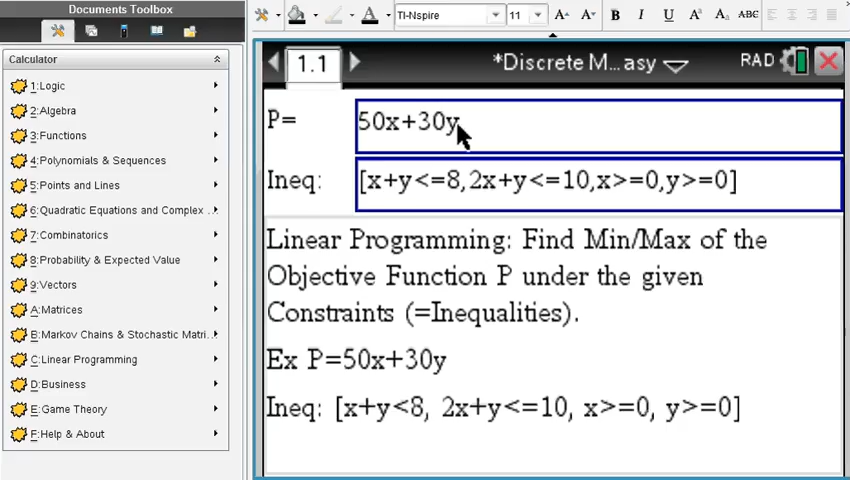 Documents Toolbox
TI-Nspire 11 A A B I U A A ABC
Calculator
1:Logic
2:Algebra
3:Functions
4:Polynomials & Sequences
5:Points and Lines
6:Quadratic Equations and Complex ...
7:Combinatorics
8:Probability & Expected Value
9:Vectors
A:Matrices
B:Markov Chains & Stochastic Matri...
C:Linear Programming
D:Business
E:Game Theory
F:Help & About
1.1 *Discrete M...asy RAD
P= 50x+30y
Ineq: [x+y<=8,2x+y<=10,x>=0,y>=0]
Linear Programming: Find Min/Max of the
Objective Function P under the given
Constraints (=Inequalities).
Ex P=50x+30y
Ineq: [x+y<8, 2x+y<=10, x>=0, y>=0]